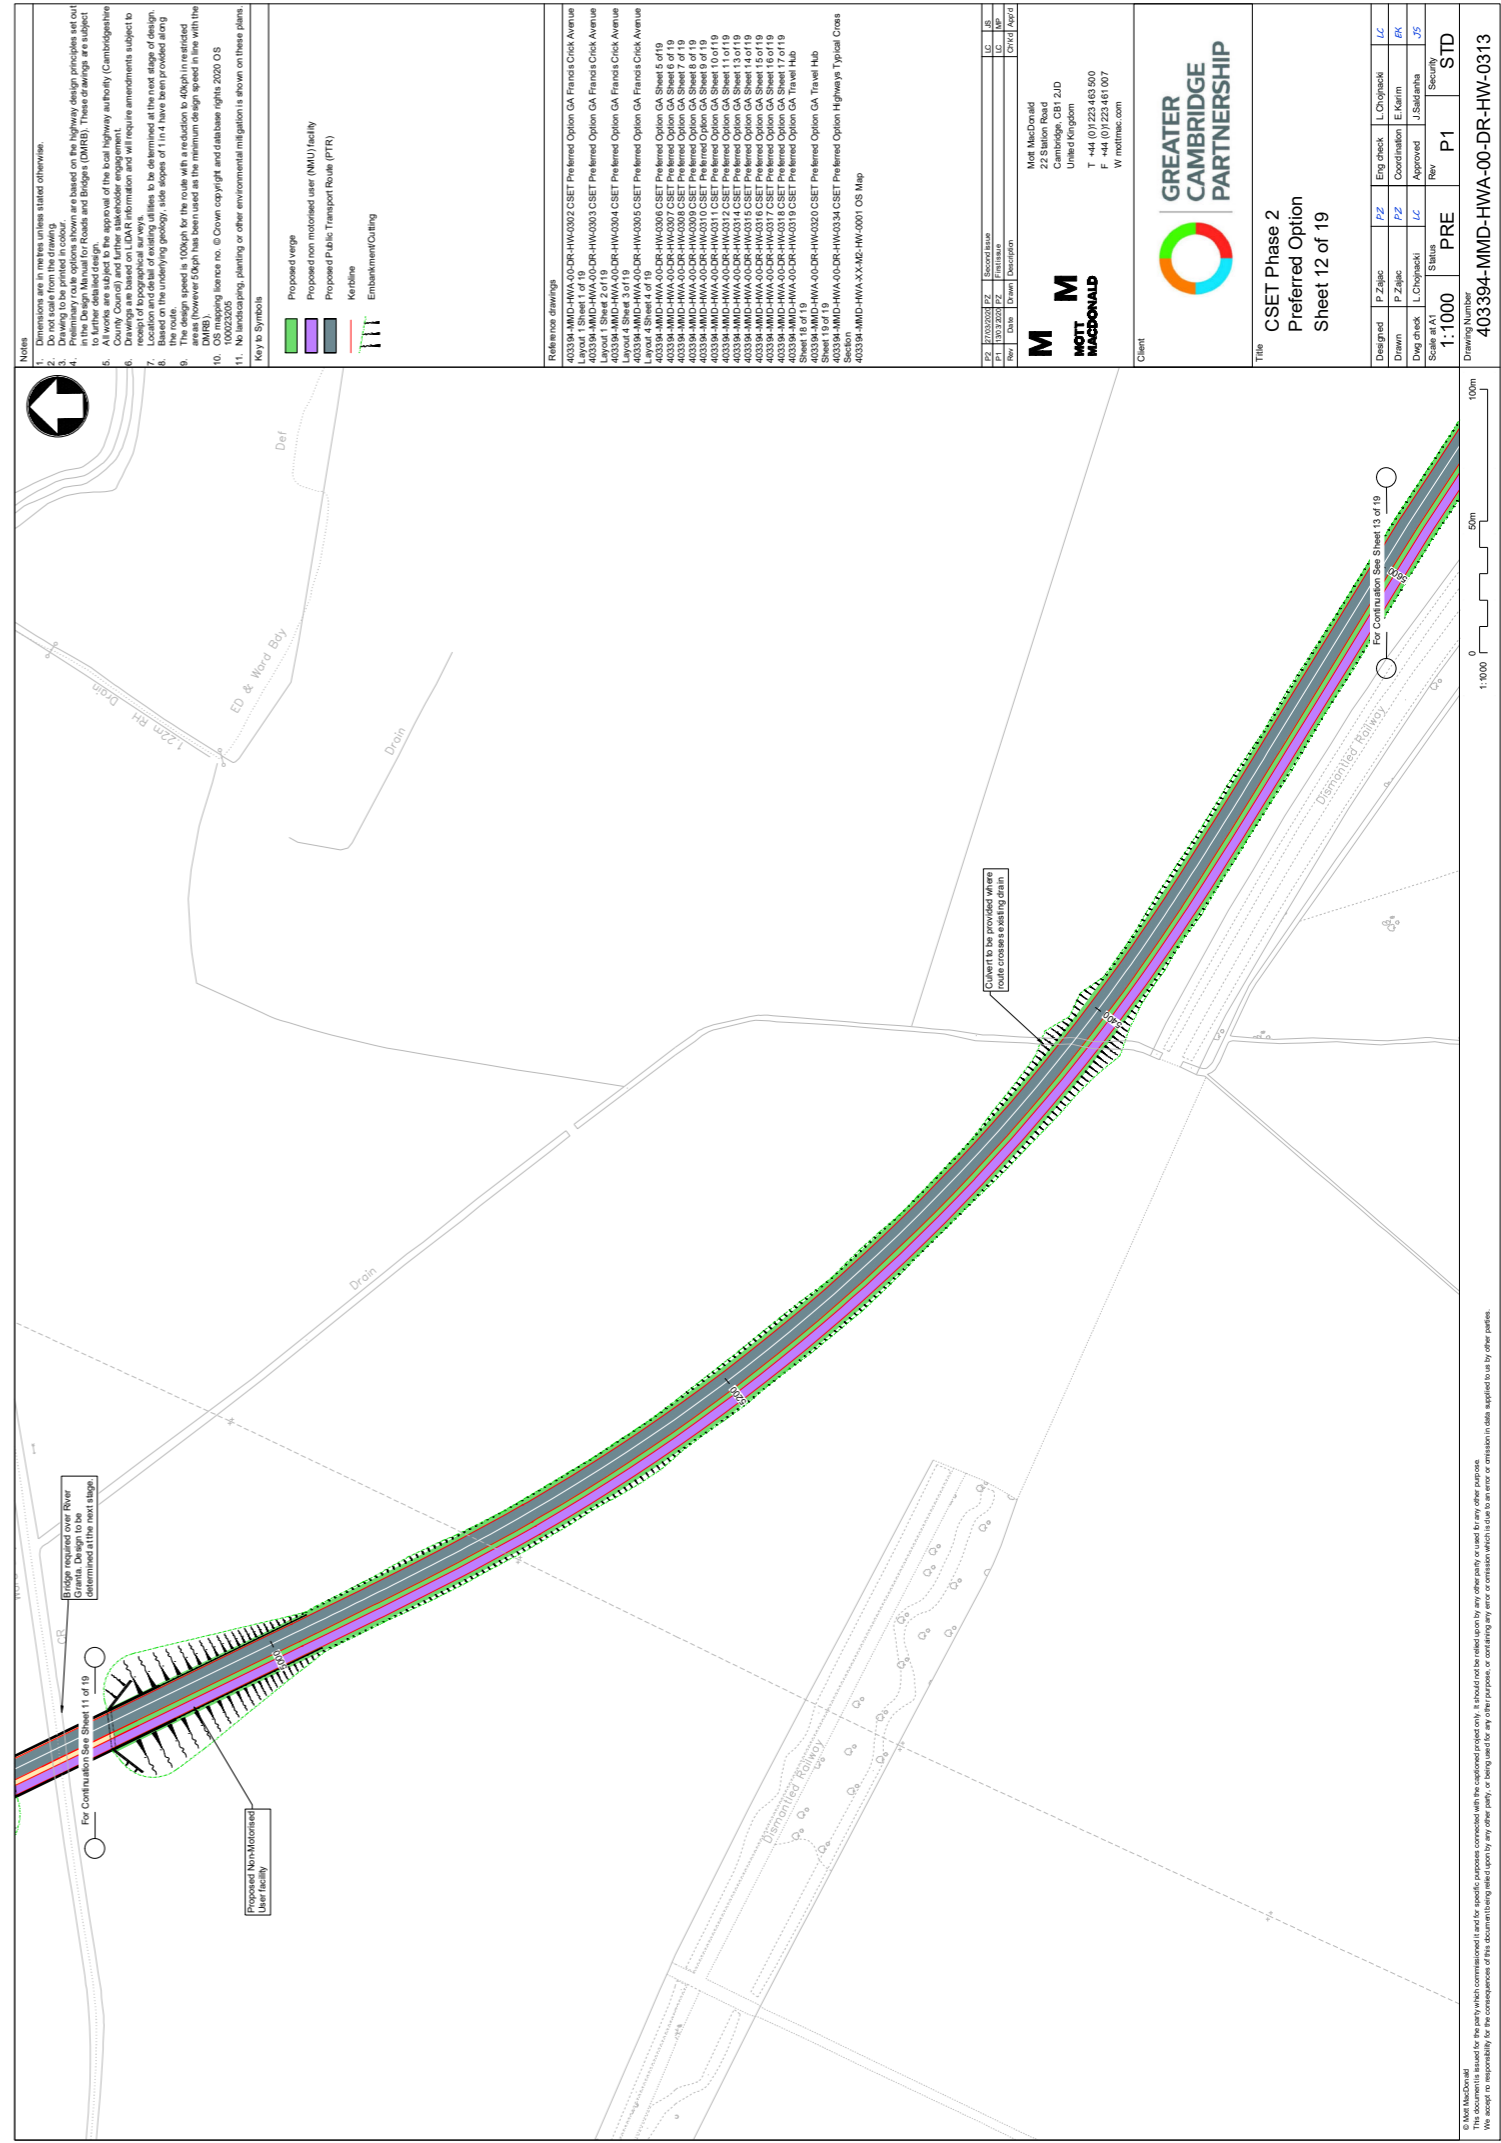 Notes
1. Dimensions are in metres unless stated otherwise.
2. Do not scale from the drawing.
3. Drawing to be printed in colour.
4. Preliminary route options shown are based on the highway design principles set out
in the Design Manual for Roads and Bridges (DMRB). These drawings are subject
to further detailed design.
5. All works are subject to the approval of the local highway authority (Cambridgeshire
County Council) and further stakeholder engagement.
6. Drawings are based on LiDAR information and will require amendments subject to
receipt of topographical surveys.
7. Location and detail of existing utilities to be determined at the next stage of design.
8. Based on the underlying geology, side slopes of 1 in 4 have been provided along
the route.
9. The design speed is 100kph for the route with a reduction to 40kph in restricted
areas (however 50kph has been used as the minimum design speed in line with the
DMRB).
10. OS mapping licence no. © Crown copyright and database rights 2020 OS
100023205
11. No landscaping, planting or other environmental mitigation is shown on these plans.
Key to Symbols
Proposed verge
Proposed non motorised user (NMU) facility
Proposed Public Transport Route (PTR)
Kerbline
Embankment/Cutting
Reference drawings
403394-MMD-HWA-00-DR-HW-0302 CSET Preferred Option GA Francis Crick Avenue
Layout 1 Sheet 1 of 19
403394-MMD-HWA-00-DR-HW-0303 CSET Preferred Option GA Francis Crick Avenue
Layout 1 Sheet 2 of 19
403394-MMD-HWA-00-DR-HW-0304 CSET Preferred Option GA Francis Crick Avenue
Layout 4 Sheet 3 of 19
403394-MMD-HWA-00-DR-HW-0305 CSET Preferred Option GA Francis Crick Avenue
Layout 4 Sheet 4 of 19
403394-MMD-HWA-00-DR-HW-0306 CSET Preferred Option GA Sheet 5 of 19
403394-MMD-HWA-00-DR-HW-0307 CSET Preferred Option GA Sheet 6 of 19
403394-MMD-HWA-00-DR-HW-0308 CSET Preferred Option GA Sheet 7 of 19
403394-MMD-HWA-00-DR-HW-0309 CSET Preferred Option GA Sheet 8 of 19
403394-MMD-HWA-00-DR-HW-0310 CSET Preferred Option GA Sheet 9 of 19
403394-MMD-HWA-00-DR-HW-0311 CSET Preferred Option GA Sheet 10 of 19
403394-MMD-HWA-00-DR-HW-0312 CSET Preferred Option GA Sheet 11 of 19
403394-MMD-HWA-00-DR-HW-0314 CSET Preferred Option GA Sheet 13 of 19
403394-MMD-HWA-00-DR-HW-0315 CSET Preferred Option GA Sheet 14 of 19
403394-MMD-HWA-00-DR-HW-0316 CSET Preferred Option GA Sheet 15 of 19
403394-MMD-HWA-00-DR-HW-0317 CSET Preferred Option GA Sheet 16 of 19
403394-MMD-HWA-00-DR-HW-0318 CSET Preferred Option GA Sheet 17 of 19
403394-MMD-HWA-00-DR-HW-0319 CSET Preferred Option GA Travel Hub
Sheet 18 of 19
403394-MMD-HWA-00-DR-HW-0320 CSET Preferred Option GA Travel Hub
Sheet 19 of 19
403394-MMD-HWA-00-DR-HW-0334 CSET Preferred Option Highways Typical Cross
Section
403394-MMD-HWA-XX-M2-HW-0001 OS Map
P2 27/03/2020 PZ Second issue LC JS
P1 13/03/2020 PZ First issue LC MP
Rev Date Drawn Description Ch'k'd App'd
M M
MOTT
MACDONALD
Mott MacDonald
22 Station Road
Cambridge, CB1 2JD
United Kingdom
T +44 (0)1223 463 500
F +44 (0)1223 461 007
W mottmac.com
Client
GREATER
CAMBRIDGE
PARTNERSHIP
Title
CSET Phase 2
Preferred Option
Sheet 12 of 19
Designed P.Zajac PZ Eng check L.Chojnacki LC
Drawn P.Zajac PZ Coordination E.Karim EK
Dwg check L.Chojnacki LC Approved J.Saldanha JS
Scale at A1 Status Rev Security
1:1000 PRE P1 STD
Drawing Number
403394-MMD-HWA-00-DR-HW-0313
Bridge required over River
Granta. Design to be
determined at the next stage.
CR
For Continuation See Sheet 11 of 19
Proposed Non-Motorised
User facility
5000
Drain
5200
Dismantled Railway
Def
Drain
1.22m RH
ED & Ward Bdy
Drain
Culvert to be provided where
route crosses existing drain
5400
Dismantled Railway
For Continuation See Sheet 13 of 19
5600
1:1000 0 50m 100m
© Mott MacDonald
This document is issued for the party which commissioned it and for specific purposes connected with the captioned project only. It should not be relied upon by any other party or used for any other purpose.
We accept no responsibility for the consequences of this document being relied upon by any other party, or being used for any other purpose, or containing any error or omission which is due to an error or omission in data supplied to us by other parties.